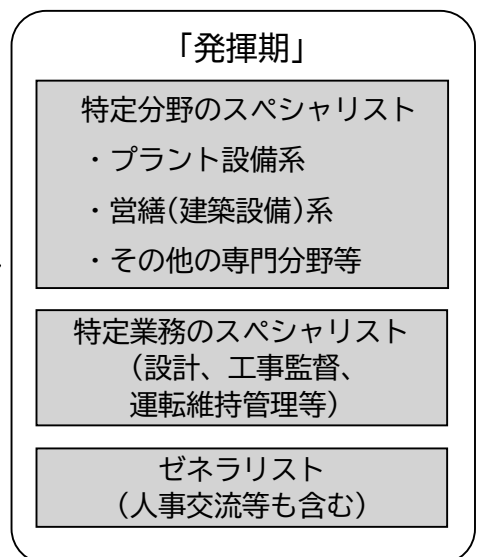 「発揮期」
特定分野のスペシャリスト
・プラント設備系
・営繕(建築設備)系
・その他の専門分野等
特定業務のスペシャリスト
(設計、工事監督、
運転維持管理等)
ゼネラリスト
(人事交流等も含む)